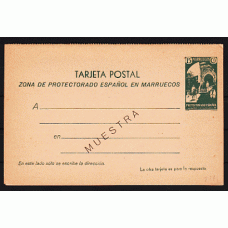 TARJETA POSTAL
ZONA DE PROTECTORADO ESPAÑOL EN MARRUECOS
A
en
MUESTRA
En este lado sólo se escribe la dirección.
La otra tarjeta es para la respuesta.